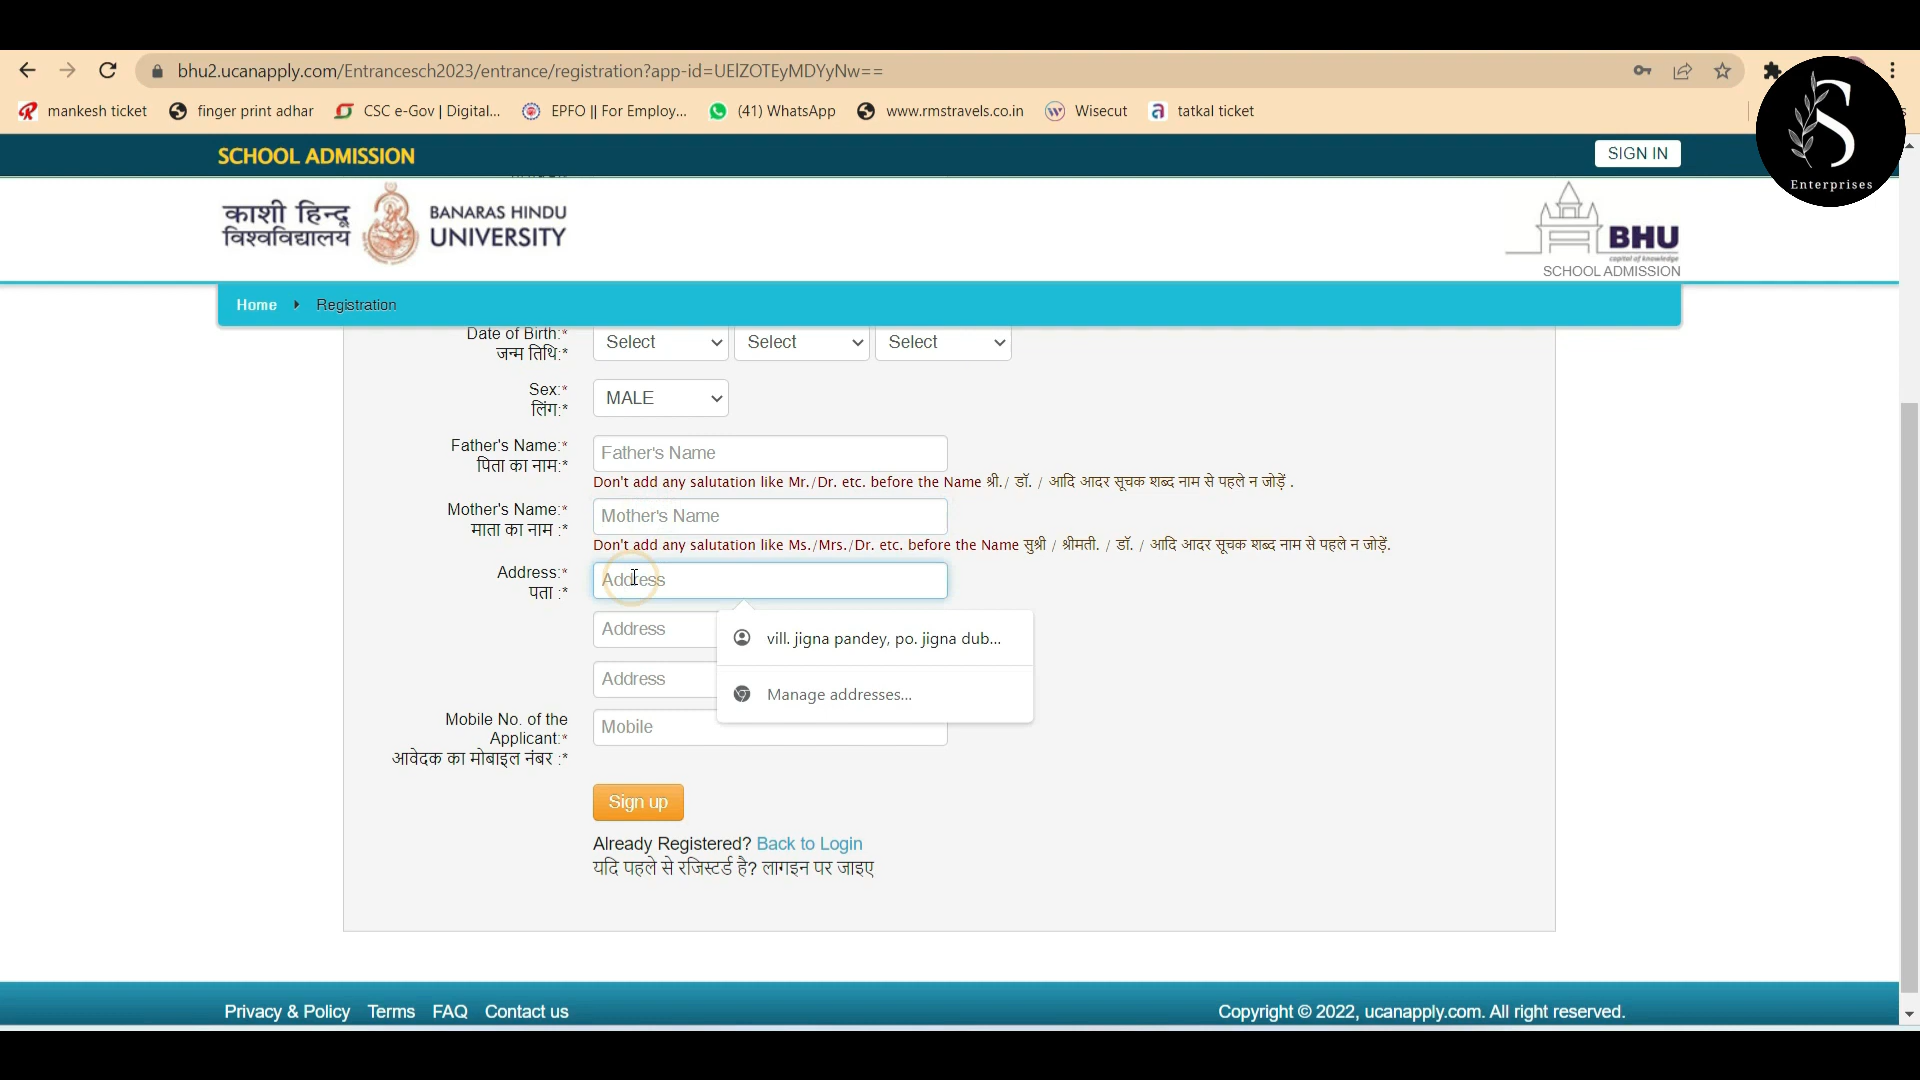 bhu2.ucanapply.com/Entrancesch2023/entrance/registration?app-id=UElZOTEyMDYyNw==
mankesh ticket
finger print adhar
CSC e-Gov | Digital...
EPFO || For Employ...
(41) WhatsApp
www.rmstravels.co.in
Wisecut
tatkal ticket
S
Enterprises
SCHOOL ADMISSION
SIGN IN
काशी हिन्दू
विश्वविद्यालय
BANARAS HINDU
UNIVERSITY
BHU
capital of knowledge
SCHOOL ADMISSION
Home
Registration
Date of Birth:*
जन्म तिथि:*
Select
Select
Select
Sex:*
लिंग:*
MALE
Father's Name:*
पिता का नाम:*
Father's Name
Don't add any salutation like Mr./Dr. etc. before the Name श्री./ डॉ. / आदि आदर सूचक शब्द नाम से पहले न जोड़ें .
Mother's Name:*
माता का नाम :*
Mother's Name
Don't add any salutation like Ms./Mrs./Dr. etc. before the Name सुश्री / श्रीमती. / डॉ. / आदि आदर सूचक शब्द नाम से पहले न जोड़ें.
Address:*
पता :*
Address
Address
vill. jigna pandey, po. jigna dub...
Address
Manage addresses...
Mobile No. of the
Applicant:*
आवेदक का मोबाइल नंबर :*
Mobile
Sign up
Already Registered? Back to Login
यदि पहले से रजिस्टर्ड है? लागइन पर जाइए
Privacy & Policy
Terms
FAQ
Contact us
Copyright © 2022, ucanapply.com. All right reserved.